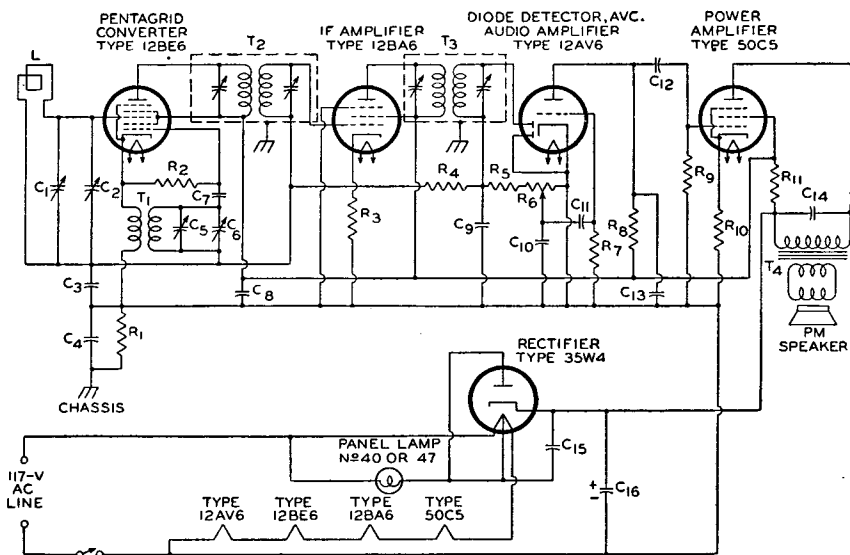 PENTAGRID
CONVERTER
TYPE 12BE6
T2
IF AMPLIFIER
TYPE 12BA6
T3
DIODE DETECTOR, AVC.
AUDIO AMPLIFIER
TYPE 12AV6
POWER
AMPLIFIER
TYPE 50C5
L
C12
C1
C2
R2
C7
T1
C5
C6
R3
R4
R5
R6
C9
C10
C11
R7
R8
R9
R10
R11
C14
T4
C3
C8
C13
C4
R1
CHASSIS
PM
SPEAKER
RECTIFIER
TYPE 35W4
PANEL LAMP
No 40 OR 47
C15
C16
+
-
117-V
AC
LINE
TYPE
12AV6
TYPE
12BE6
TYPE
12BA6
TYPE
50C5